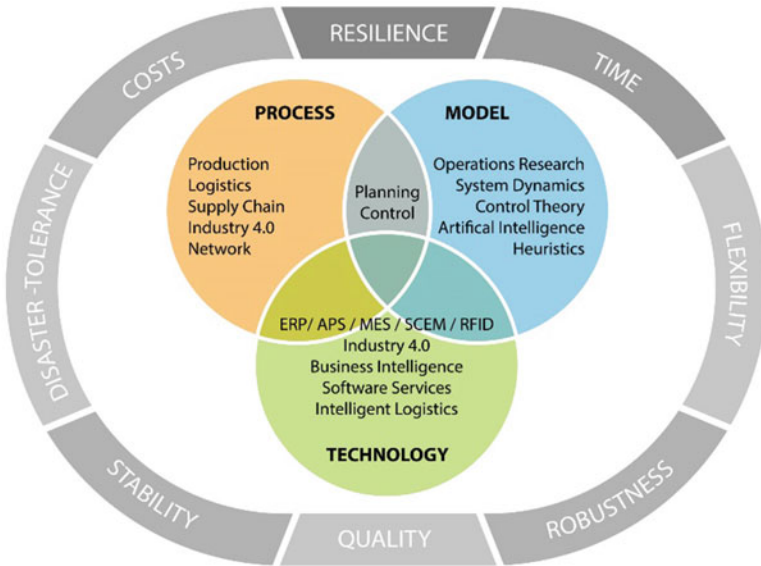 RESILIENCE
COSTS
TIME
PROCESS
MODEL
Production
Logistics
Supply Chain
Industry 4.0
Network
Planning
Control
Operations Research
System Dynamics
Control Theory
Artifical Intelligence
Heuristics
DISASTER -TOLERANCE
FLEXIBILITY
ERP/ APS / MES / SCEM / RFID
Industry 4.0
Business Intelligence
Software Services
Intelligent Logistics
TECHNOLOGY
STABILITY
QUALITY
ROBUSTNESS